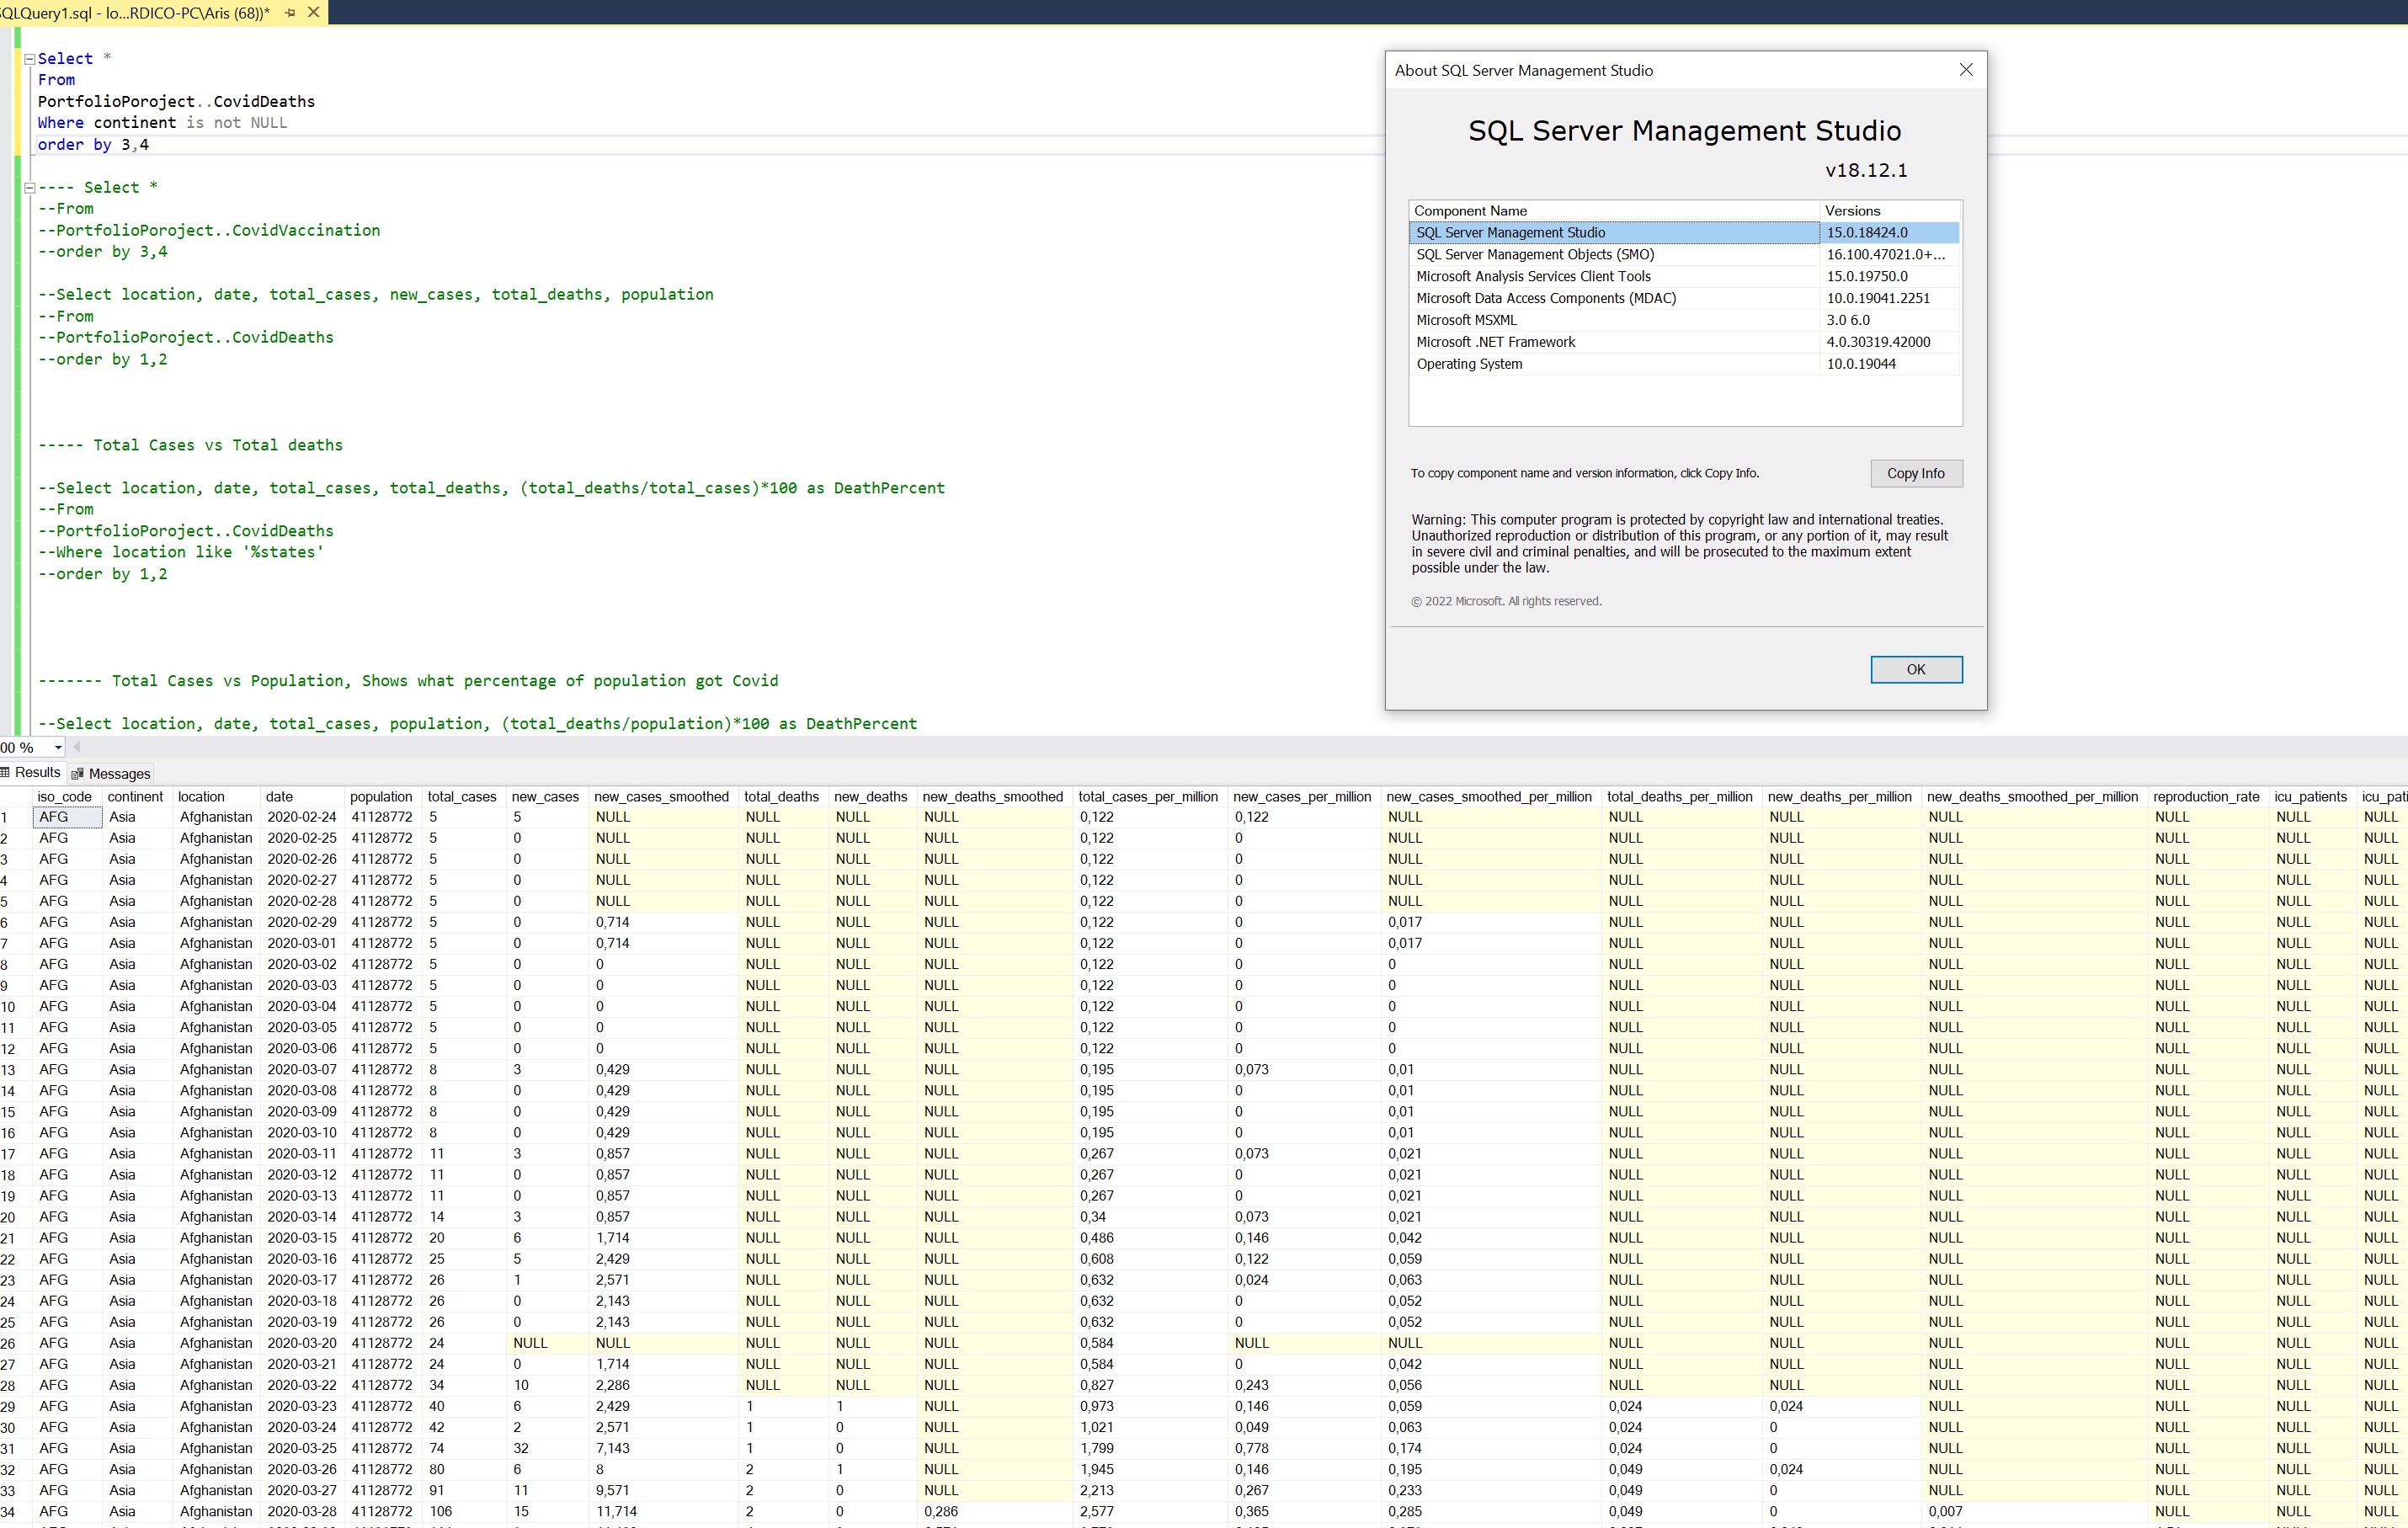 SQLQuery1.sql - lo...RDICO-PC\Aris (68))*
Select *
From
PortfolioPoroject..CovidDeaths
Where continent is not NULL
order by 3,4
---- Select *
--From
--PortfolioPoroject..CovidVaccination
--order by 3,4
--Select location, date, total_cases, new_cases, total_deaths, population
--From
--PortfolioPoroject..CovidDeaths
--order by 1,2
----- Total Cases vs Total deaths
--Select location, date, total_cases, total_deaths, (total_deaths/total_cases)*100 as DeathPercent
--From
--PortfolioPoroject..CovidDeaths
--Where location like '%states'
--order by 1,2
------- Total Cases vs Population, Shows what percentage of population got Covid
--Select location, date, total_cases, population, (total_deaths/population)*100 as DeathPercent
About SQL Server Management Studio
SQL Server Management Studio
v18.12.1
Component Name Versions
SQL Server Management Studio 15.0.18424.0
SQL Server Management Objects (SMO) 16.100.47021.0+...
Microsoft Analysis Services Client Tools 15.0.19750.0
Microsoft Data Access Components (MDAC) 10.0.19041.2251
Microsoft MSXML 3.0 6.0
Microsoft .NET Framework 4.0.30319.42000
Operating System 10.0.19044
To copy component name and version information, click Copy Info. Copy Info
Warning: This computer program is protected by copyright law and international treaties.
Unauthorized reproduction or distribution of this program, or any portion of it, may result
in severe civil and criminal penalties, and will be prosecuted to the maximum extent
possible under the law.
© 2022 Microsoft. All rights reserved.
OK
00 %
Results Messages
iso_code continent location date population total_cases new_cases new_cases_smoothed total_deaths new_deaths new_deaths_smoothed total_cases_per_million new_cases_per_million new_cases_smoothed_per_million total_deaths_per_million new_deaths_per_million new_deaths_smoothed_per_million reproduction_rate icu_patients icu_pati
1 AFG Asia Afghanistan 2020-02-24 41128772 5 5 NULL NULL NULL NULL 0,122 0,122 NULL NULL NULL NULL NULL NULL NULL
2 AFG Asia Afghanistan 2020-02-25 41128772 5 0 NULL NULL NULL NULL 0,122 0 NULL NULL NULL NULL NULL NULL NULL
3 AFG Asia Afghanistan 2020-02-26 41128772 5 0 NULL NULL NULL NULL 0,122 0 NULL NULL NULL NULL NULL NULL NULL
4 AFG Asia Afghanistan 2020-02-27 41128772 5 0 NULL NULL NULL NULL 0,122 0 NULL NULL NULL NULL NULL NULL NULL
5 AFG Asia Afghanistan 2020-02-28 41128772 5 0 NULL NULL NULL NULL 0,122 0 NULL NULL NULL NULL NULL NULL NULL
6 AFG Asia Afghanistan 2020-02-29 41128772 5 0 0,714 NULL NULL NULL 0,122 0 0,017 NULL NULL NULL NULL NULL NULL
7 AFG Asia Afghanistan 2020-03-01 41128772 5 0 0,714 NULL NULL NULL 0,122 0 0,017 NULL NULL NULL NULL NULL NULL
8 AFG Asia Afghanistan 2020-03-02 41128772 5 0 0 NULL NULL NULL 0,122 0 0 NULL NULL NULL NULL NULL NULL
9 AFG Asia Afghanistan 2020-03-03 41128772 5 0 0 NULL NULL NULL 0,122 0 0 NULL NULL NULL NULL NULL NULL
10 AFG Asia Afghanistan 2020-03-04 41128772 5 0 0 NULL NULL NULL 0,122 0 0 NULL NULL NULL NULL NULL NULL
11 AFG Asia Afghanistan 2020-03-05 41128772 5 0 0 NULL NULL NULL 0,122 0 0 NULL NULL NULL NULL NULL NULL
12 AFG Asia Afghanistan 2020-03-06 41128772 5 0 0 NULL NULL NULL 0,122 0 0 NULL NULL NULL NULL NULL NULL
13 AFG Asia Afghanistan 2020-03-07 41128772 8 3 0,429 NULL NULL NULL 0,195 0,073 0,01 NULL NULL NULL NULL NULL NULL
14 AFG Asia Afghanistan 2020-03-08 41128772 8 0 0,429 NULL NULL NULL 0,195 0 0,01 NULL NULL NULL NULL NULL NULL
15 AFG Asia Afghanistan 2020-03-09 41128772 8 0 0,429 NULL NULL NULL 0,195 0 0,01 NULL NULL NULL NULL NULL NULL
16 AFG Asia Afghanistan 2020-03-10 41128772 8 0 0,429 NULL NULL NULL 0,195 0 0,01 NULL NULL NULL NULL NULL NULL
17 AFG Asia Afghanistan 2020-03-11 41128772 11 3 0,857 NULL NULL NULL 0,267 0,073 0,021 NULL NULL NULL NULL NULL NULL
18 AFG Asia Afghanistan 2020-03-12 41128772 11 0 0,857 NULL NULL NULL 0,267 0 0,021 NULL NULL NULL NULL NULL NULL
19 AFG Asia Afghanistan 2020-03-13 41128772 11 0 0,857 NULL NULL NULL 0,267 0 0,021 NULL NULL NULL NULL NULL NULL
20 AFG Asia Afghanistan 2020-03-14 41128772 14 3 0,857 NULL NULL NULL 0,34 0,073 0,021 NULL NULL NULL NULL NULL NULL
21 AFG Asia Afghanistan 2020-03-15 41128772 20 6 1,714 NULL NULL NULL 0,486 0,146 0,042 NULL NULL NULL NULL NULL NULL
22 AFG Asia Afghanistan 2020-03-16 41128772 25 5 2,429 NULL NULL NULL 0,608 0,122 0,059 NULL NULL NULL NULL NULL NULL
23 AFG Asia Afghanistan 2020-03-17 41128772 26 1 2,571 NULL NULL NULL 0,632 0,024 0,063 NULL NULL NULL NULL NULL NULL
24 AFG Asia Afghanistan 2020-03-18 41128772 26 0 2,143 NULL NULL NULL 0,632 0 0,052 NULL NULL NULL NULL NULL NULL
25 AFG Asia Afghanistan 2020-03-19 41128772 26 0 2,143 NULL NULL NULL 0,632 0 0,052 NULL NULL NULL NULL NULL NULL
26 AFG Asia Afghanistan 2020-03-20 41128772 24 NULL NULL NULL NULL NULL 0,584 NULL NULL NULL NULL NULL NULL NULL NULL
27 AFG Asia Afghanistan 2020-03-21 41128772 24 0 1,714 NULL NULL NULL 0,584 0 0,042 NULL NULL NULL NULL NULL NULL
28 AFG Asia Afghanistan 2020-03-22 41128772 34 10 2,286 NULL NULL NULL 0,827 0,243 0,056 NULL NULL NULL NULL NULL NULL
29 AFG Asia Afghanistan 2020-03-23 41128772 40 6 2,429 1 1 NULL 0,973 0,146 0,059 0,024 0,024 NULL NULL NULL NULL
30 AFG Asia Afghanistan 2020-03-24 41128772 42 2 2,571 1 0 NULL 1,021 0,049 0,063 0,024 0 NULL NULL NULL NULL
31 AFG Asia Afghanistan 2020-03-25 41128772 74 32 7,143 1 0 NULL 1,799 0,778 0,174 0,024 0 NULL NULL NULL NULL
32 AFG Asia Afghanistan 2020-03-26 41128772 80 6 8 2 1 NULL 1,945 0,146 0,195 0,049 0,024 NULL NULL NULL NULL
33 AFG Asia Afghanistan 2020-03-27 41128772 91 11 9,571 2 0 NULL 2,213 0,267 0,233 0,049 0 NULL NULL NULL NULL
34 AFG Asia Afghanistan 2020-03-28 41128772 106 15 11,714 2 0 0,286 2,577 0,365 0,285 0,049 0 0,007 NULL NULL NULL